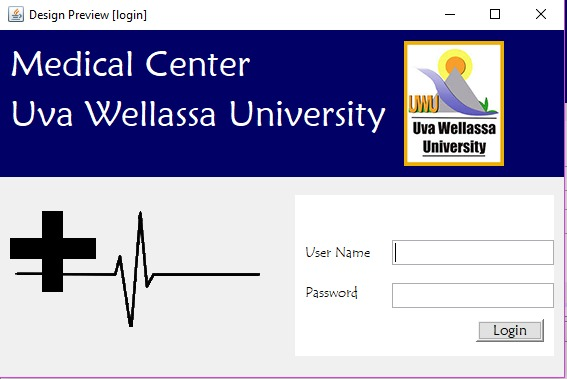 Design Preview [login]
Medical Center
Uva Wellassa University
UWU
Uva Wellassa
University
User Name
Password
Login